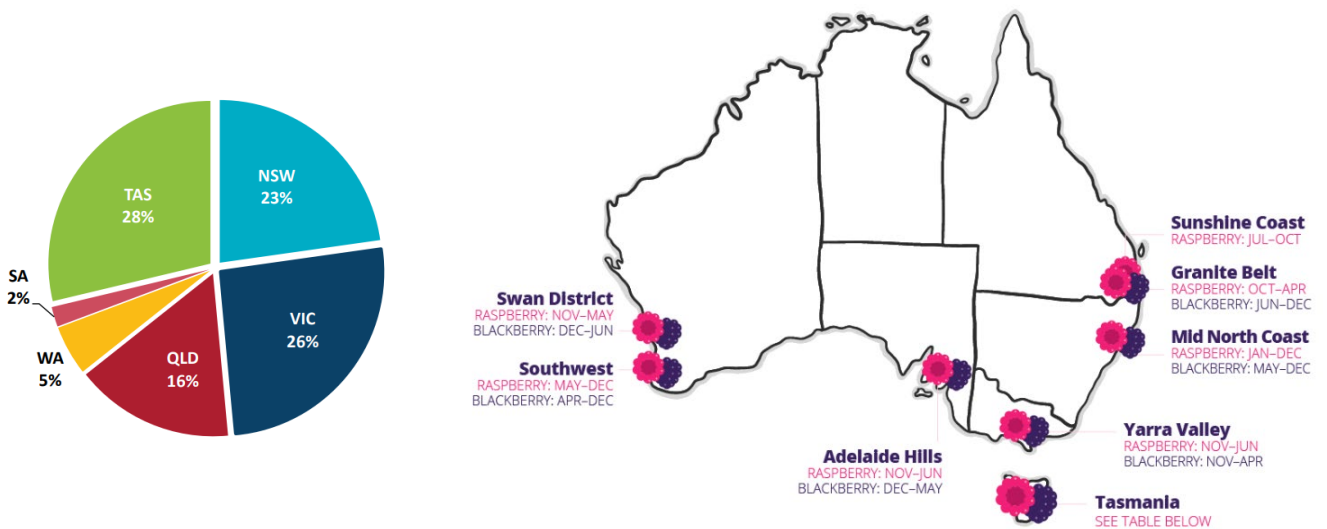 TAS
28%
NSW
23%
SA
2%
WA
5%
QLD
16%
VIC
26%
Sunshine Coast
RASPBERRY: JUL–OCT
Granite Belt
RASPBERRY: OCT–APR
BLACKBERRY: JUN–DEC
Swan District
RASPBERRY: NOV–MAY
BLACKBERRY: DEC–JUN
Mid North Coast
RASPBERRY: JAN–DEC
BLACKBERRY: MAY–DEC
Southwest
RASPBERRY: MAY–DEC
BLACKBERRY: APR–DEC
Yarra Valley
RASPBERRY: NOV–JUN
BLACKBERRY: NOV–APR
Adelaide Hills
RASPBERRY: NOV–JUN
BLACKBERRY: DEC–MAY
Tasmania
SEE TABLE BELOW